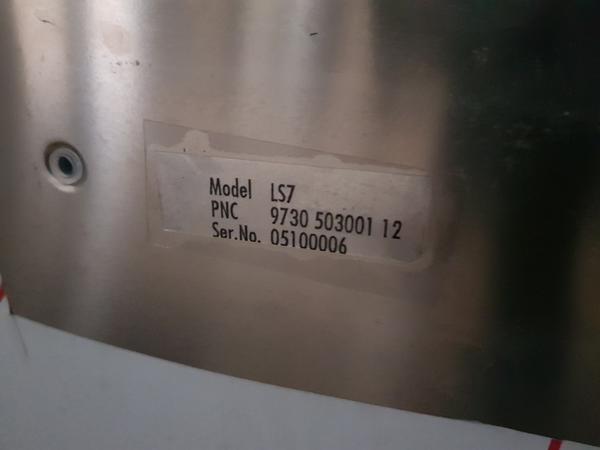 Model LS7
PNC 9730 503001 12
Ser.No. 05100006